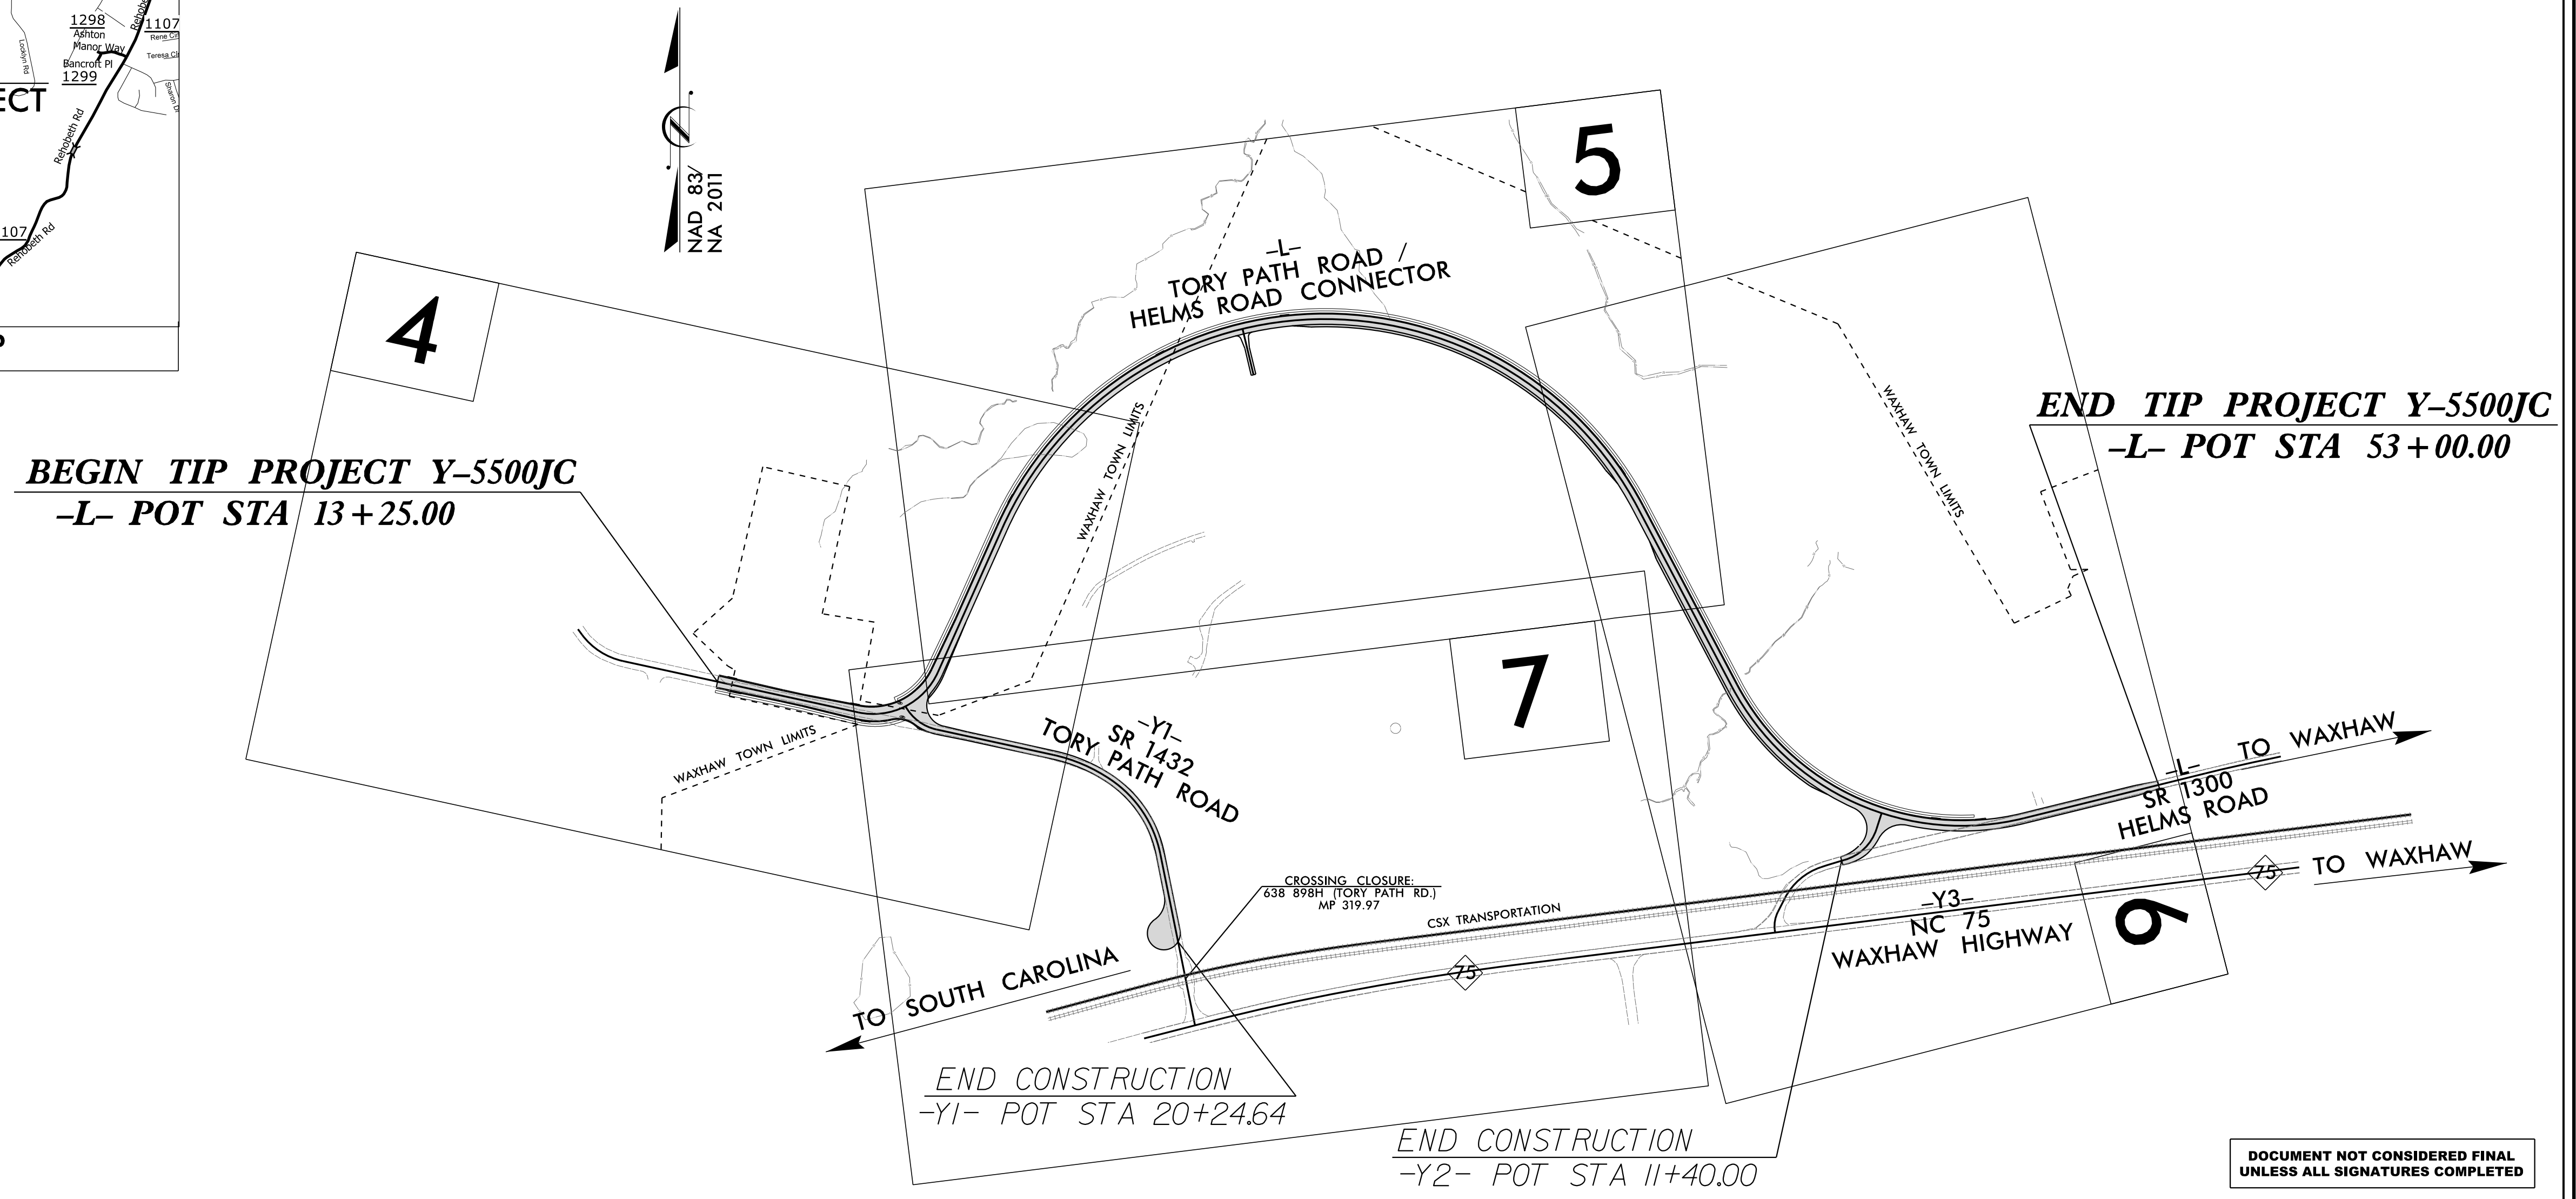 1298
Ashton
Manor Way
Bancroft Pl
1299
1107
Rene Cir
Teresa Cir
Sharon Dr
Locklyn Rd
Rehobeth Rd
Rehobeth Rd
107
ECT
NAD 83/
NA 2011
4
5
–L–
TORY PATH ROAD /
HELMS ROAD CONNECTOR
BEGIN TIP PROJECT Y–5500JC
–L– POT STA 13+25.00
END TIP PROJECT Y–5500JC
–L– POT STA 53+00.00
WAXHAW TOWN LIMITS
WAXHAW TOWN LIMITS
WAXHAW TOWN LIMITS
7
–Y1–
SR 1432
TORY PATH ROAD
–L–
SR 1300
HELMS ROAD
TO WAXHAW
TO WAXHAW
75
CROSSING CLOSURE:
638 898H (TORY PATH RD.)
MP 319.97
CSX TRANSPORTATION
–Y3–
NC 75
WAXHAW HIGHWAY
6
75
TO SOUTH CAROLINA
END CONSTRUCTION
–Y1– POT STA 20+24.64
END CONSTRUCTION
–Y2– POT STA 11+40.00
DOCUMENT NOT CONSIDERED FINAL
UNLESS ALL SIGNATURES COMPLETED